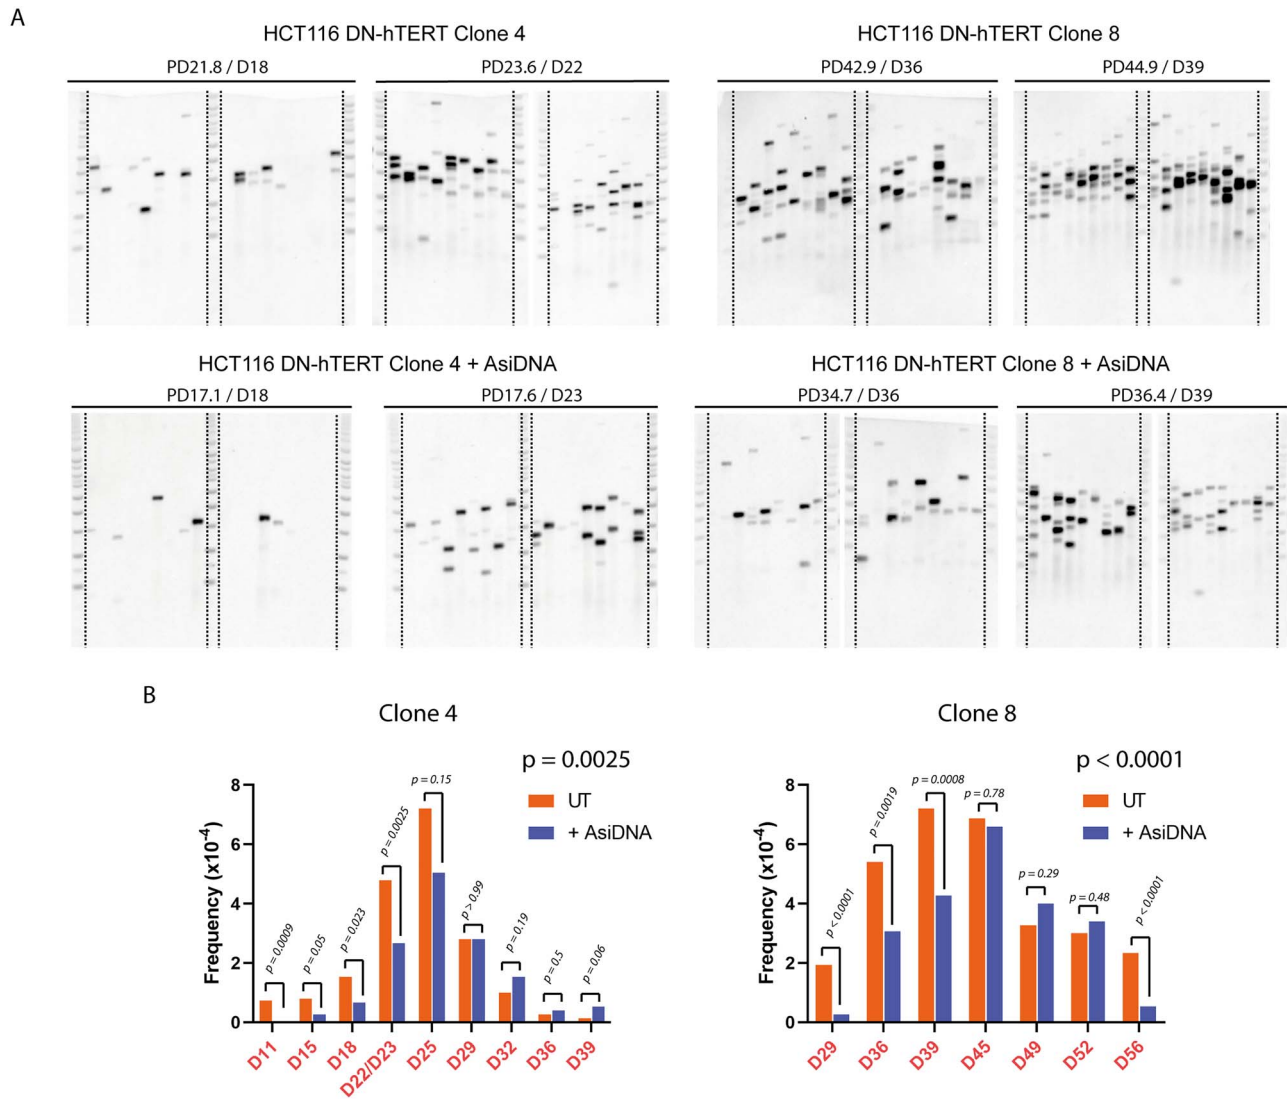 A
HCT116 DN-hTERT Clone 4
HCT116 DN-hTERT Clone 8
PD21.8 / D18
PD23.6 / D22
PD42.9 / D36
PD44.9 / D39
HCT116 DN-hTERT Clone 4 + AsiDNA
HCT116 DN-hTERT Clone 8 + AsiDNA
PD17.1 / D18
PD17.6 / D23
PD34.7 / D36
PD36.4 / D39
B
Clone 4
p = 0.0025
UT
+ AsiDNA
Frequency (x10⁻⁴)
8
6
4
2
0
p = 0.0009
p = 0.05
p = 0.023
p = 0.0025
p = 0.15
p > 0.99
p = 0.19
p = 0.5
p = 0.06
D11
D15
D18
D22/D23
D25
D29
D32
D36
D39
Clone 8
p < 0.0001
UT
+ AsiDNA
Frequency (x10⁻⁴)
8
6
4
2
0
p < 0.0001
p = 0.0019
p = 0.0008
p = 0.78
p = 0.29
p = 0.48
p < 0.0001
D29
D36
D39
D45
D49
D52
D56